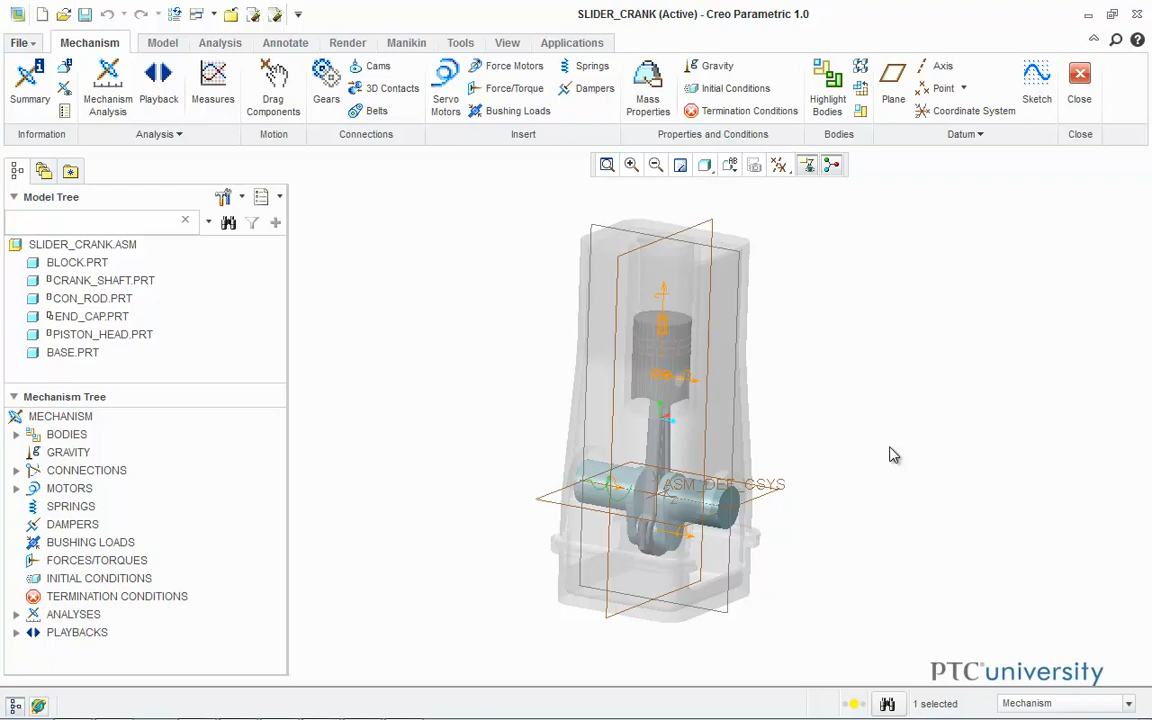 SLIDER_CRANK (Active) - Creo Parametric 1.0
File
Mechanism
Model
Analysis
Annotate
Render
Manikin
Tools
View
Applications
Summary
Mechanism
Analysis
Playback
Measures
Drag
Components
Gears
Cams
3D Contacts
Belts
Servo
Motors
Force Motors
Force/Torque
Bushing Loads
Springs
Dampers
Mass
Properties
Gravity
Initial Conditions
Termination Conditions
Highlight
Bodies
Plane
Axis
Point
Coordinate System
Sketch
Close
Information
Analysis
Motion
Connections
Insert
Properties and Conditions
Bodies
Datum
Close
Model Tree
SLIDER_CRANK.ASM
BLOCK.PRT
CRANK_SHAFT.PRT
CON_ROD.PRT
END_CAP.PRT
PISTON_HEAD.PRT
BASE.PRT
Mechanism Tree
MECHANISM
BODIES
GRAVITY
CONNECTIONS
MOTORS
SPRINGS
DAMPERS
BUSHING LOADS
FORCES/TORQUES
INITIAL CONDITIONS
TERMINATION CONDITIONS
ANALYSES
PLAYBACKS
ASM_DEF_CSYS
PTC university
1 selected
Mechanism